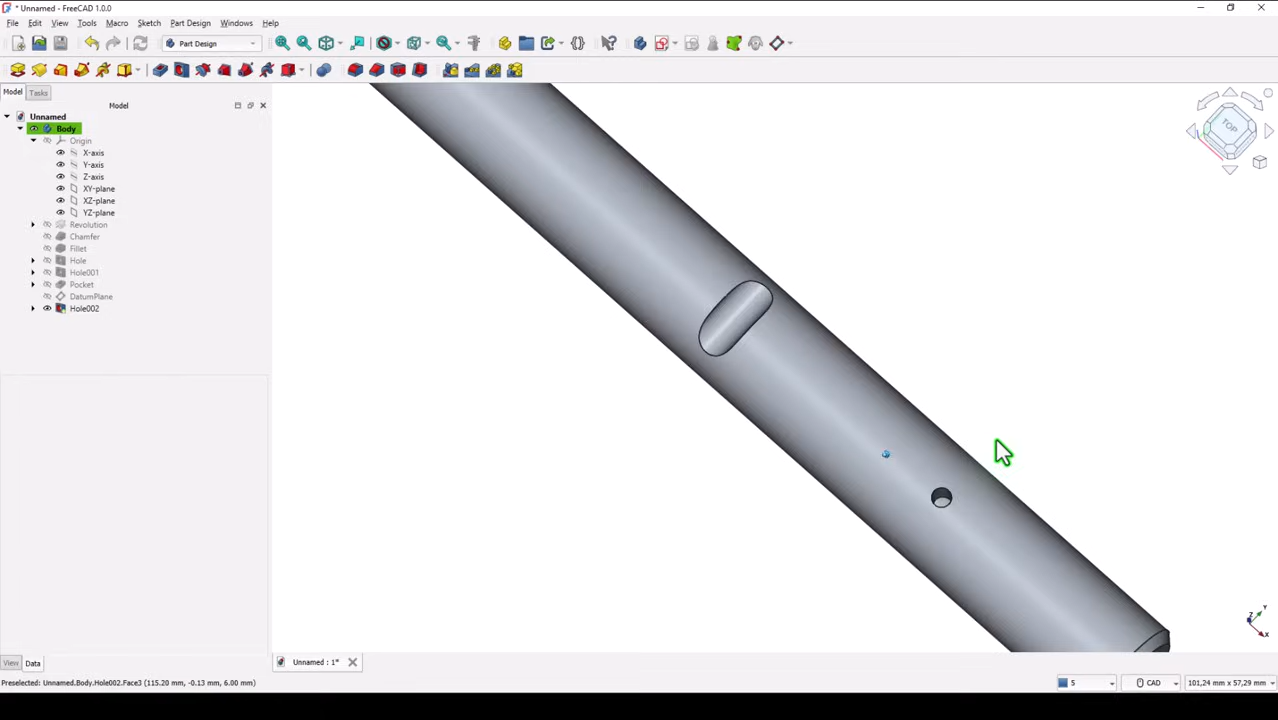 * Unnamed - FreeCAD 1.0.0
File Edit View Tools Macro Sketch Part Design Windows Help
Part Design
Model Tasks
Model
Unnamed
Body
Origin
X-axis
Y-axis
Z-axis
XY-plane
XZ-plane
YZ-plane
Revolution
Chamfer
Fillet
Hole
Hole001
Pocket
DatumPlane
Hole002
TOP
Z
Y
X
View Data
Unnamed : 1*
Preselected: Unnamed.Body.Hole002.Face3 (115.20 mm, -0.13 mm, 6.00 mm)
5
CAD
101,24 mm x 57,29 mm